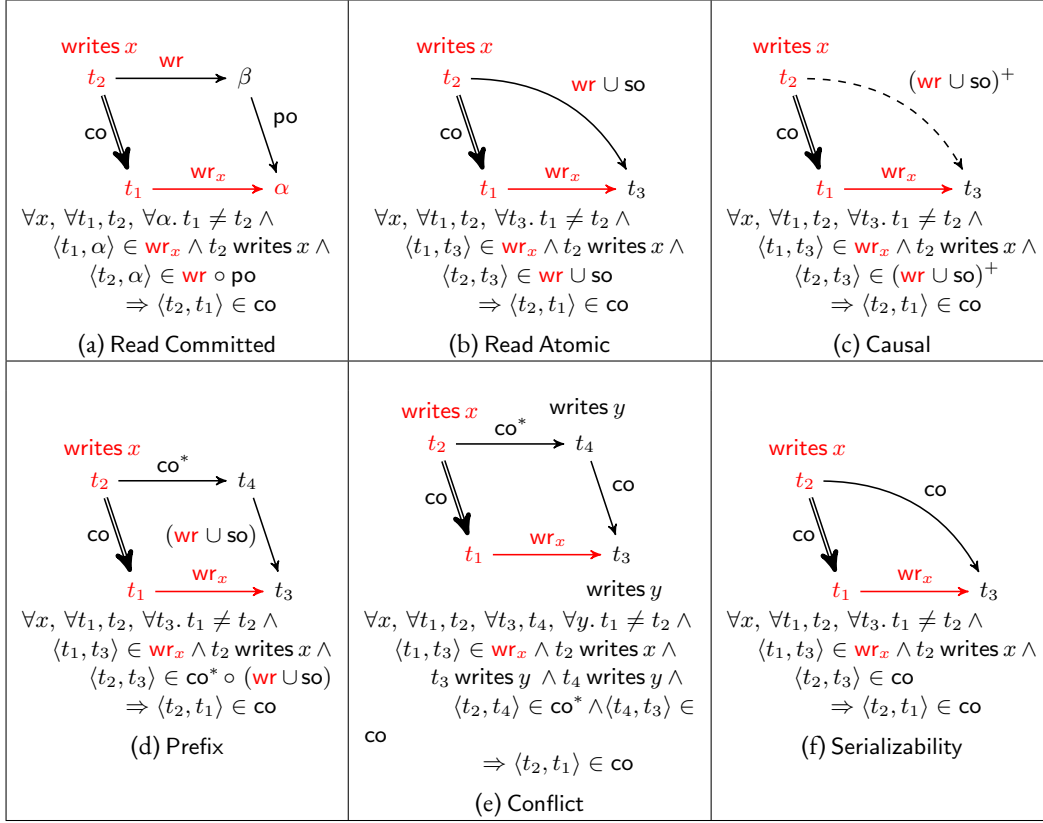 writes x
t₂ wr β
co po
t₁ wrₓ α
∀x, ∀t₁, t₂, ∀α. t₁ ≠ t₂ ∧
⟨t₁, α⟩ ∈ wrₓ ∧ t₂ writes x ∧
⟨t₂, α⟩ ∈ wr ∘ po
⇒ ⟨t₂, t₁⟩ ∈ co
(a) Read Committed
writes x
t₂ wr ∪ so
co
t₁ wrₓ t₃
∀x, ∀t₁, t₂, ∀t₃. t₁ ≠ t₂ ∧
⟨t₁, t₃⟩ ∈ wrₓ ∧ t₂ writes x ∧
⟨t₂, t₃⟩ ∈ wr ∪ so
⇒ ⟨t₂, t₁⟩ ∈ co
(b) Read Atomic
writes x
t₂ (wr ∪ so)⁺
co
t₁ wrₓ t₃
∀x, ∀t₁, t₂, ∀t₃. t₁ ≠ t₂ ∧
⟨t₁, t₃⟩ ∈ wrₓ ∧ t₂ writes x ∧
⟨t₂, t₃⟩ ∈ (wr ∪ so)⁺
⇒ ⟨t₂, t₁⟩ ∈ co
(c) Causal
writes x
t₂ co* t₄
co (wr ∪ so)
t₁ wrₓ t₃
∀x, ∀t₁, t₂, ∀t₃. t₁ ≠ t₂ ∧
⟨t₁, t₃⟩ ∈ wrₓ ∧ t₂ writes x ∧
⟨t₂, t₃⟩ ∈ co* ∘ (wr ∪ so)
⇒ ⟨t₂, t₁⟩ ∈ co
(d) Prefix
writes x writes y
t₂ co* t₄
co co
t₁ wrₓ t₃
writes y
∀x, ∀t₁, t₂, ∀t₃, t₄, ∀y. t₁ ≠ t₂ ∧
⟨t₁, t₃⟩ ∈ wrₓ ∧ t₂ writes x ∧
t₃ writes y ∧ t₄ writes y ∧
⟨t₂, t₄⟩ ∈ co* ∧ ⟨t₄, t₃⟩ ∈
co
⇒ ⟨t₂, t₁⟩ ∈ co
(e) Conflict
writes x
t₂ co
co
t₁ wrₓ t₃
∀x, ∀t₁, t₂, ∀t₃. t₁ ≠ t₂ ∧
⟨t₁, t₃⟩ ∈ wrₓ ∧ t₂ writes x ∧
⟨t₂, t₃⟩ ∈ co
⇒ ⟨t₂, t₁⟩ ∈ co
(f) Serializability